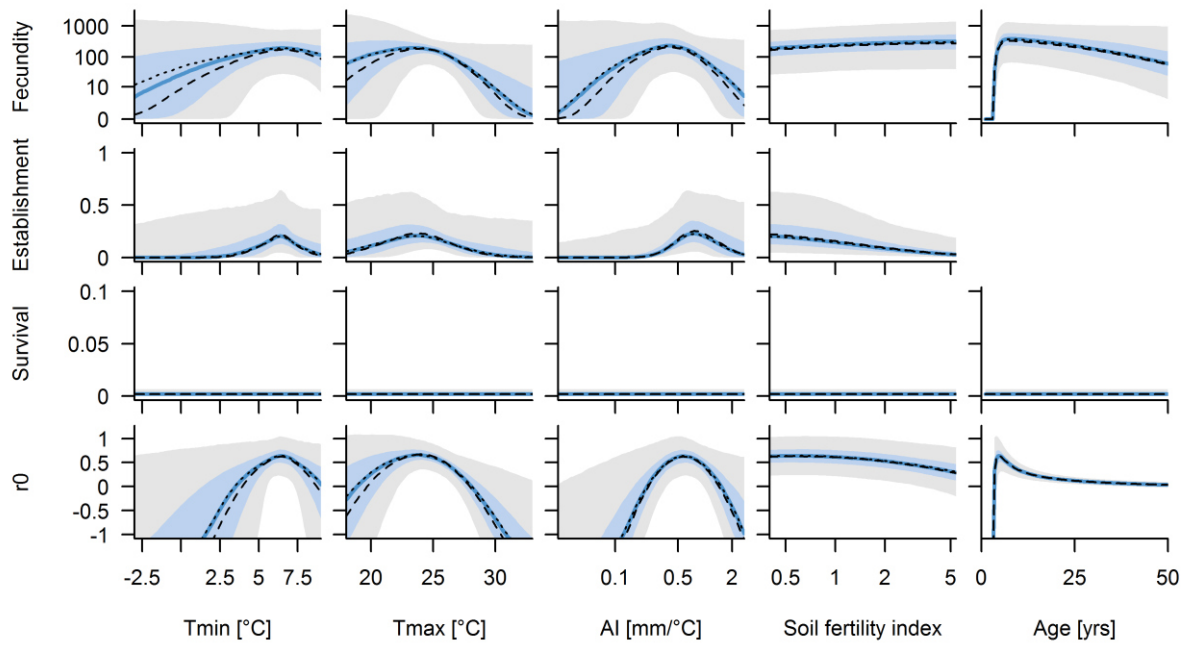 Fecundity
1000
100
10
0
Establishment
1
0.5
0
Survival
0.1
0.05
0
r0
1
0.5
0
-0.5
-1
-2.5 2.5 5 7.5
20 25 30
0.1 0.5 2
0.5 1 2 5
0 25 50
Tmin [°C]
Tmax [°C]
AI [mm/°C]
Soil fertility index
Age [yrs]